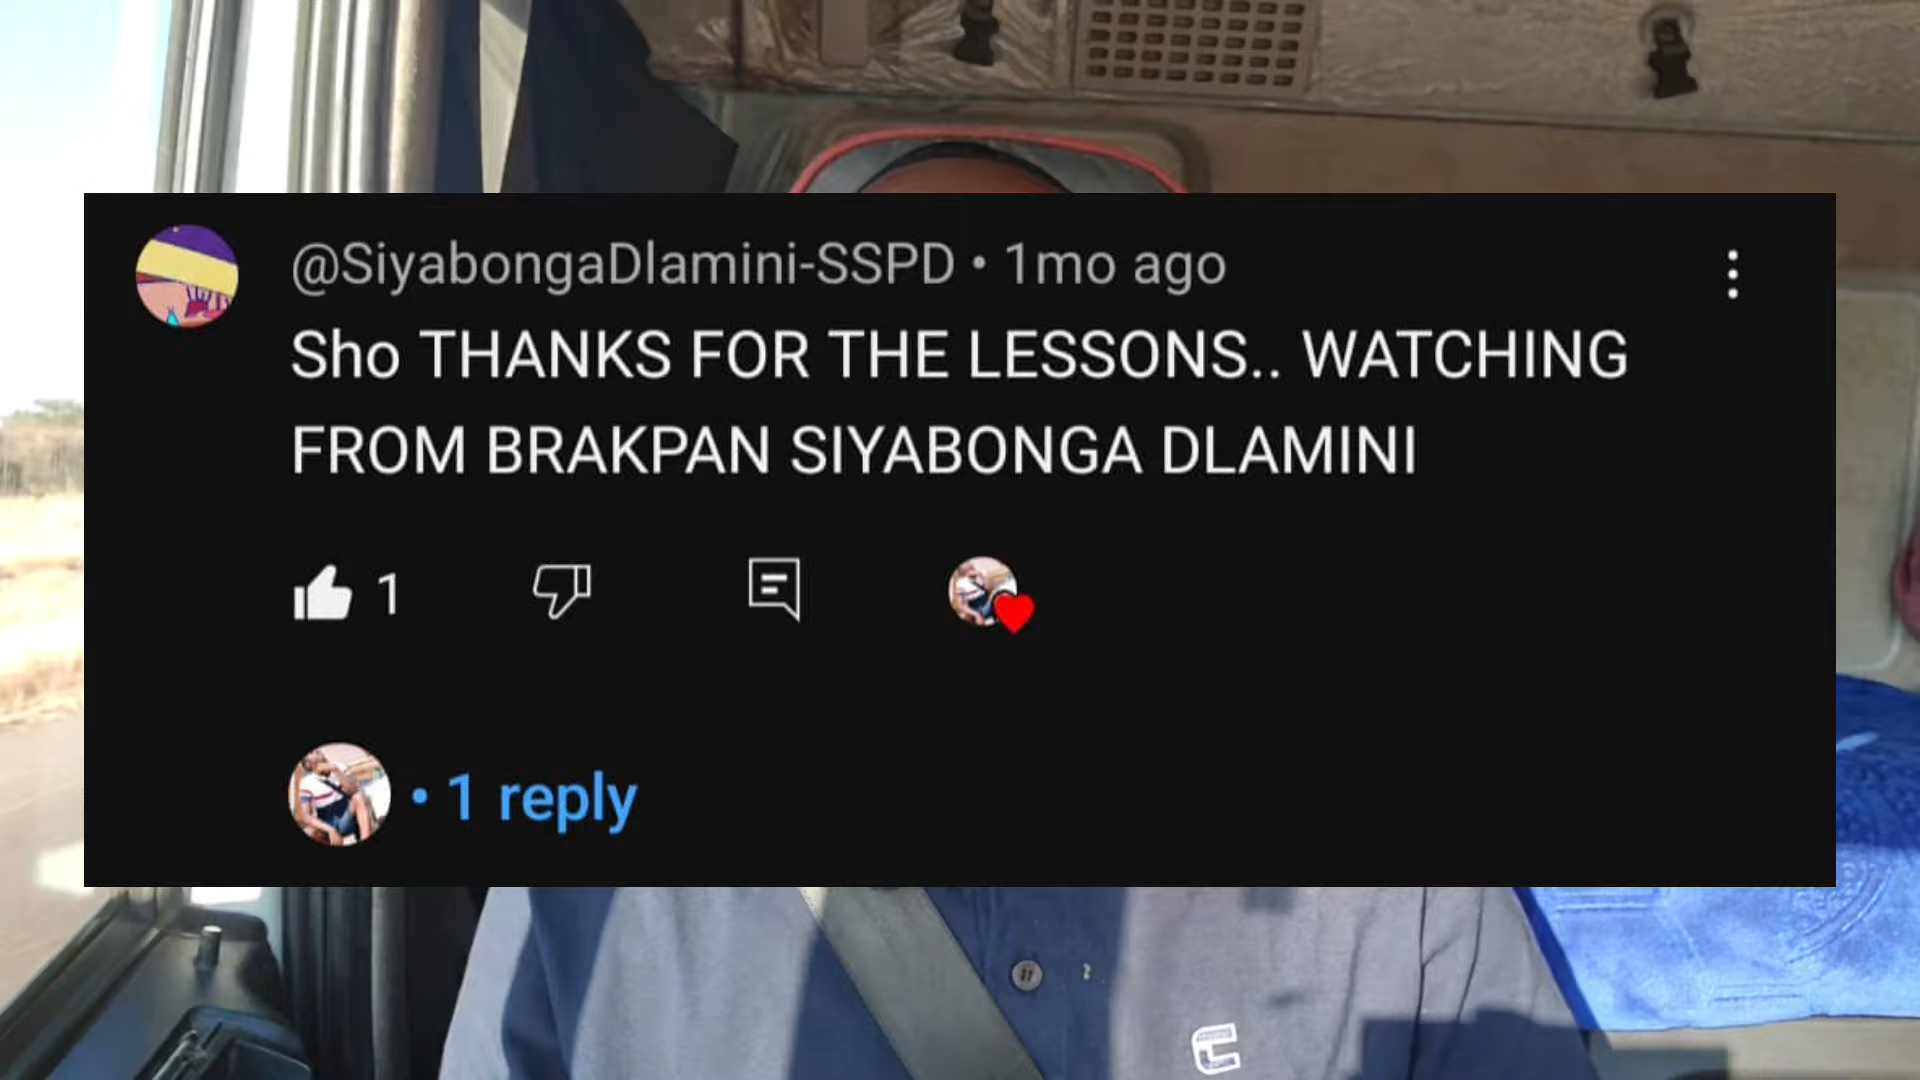 @SiyabongaDlamini-SSPD • 1mo ago
Sho THANKS FOR THE LESSONS.. WATCHING
FROM BRAKPAN SIYABONGA DLAMINI
1
• 1 reply